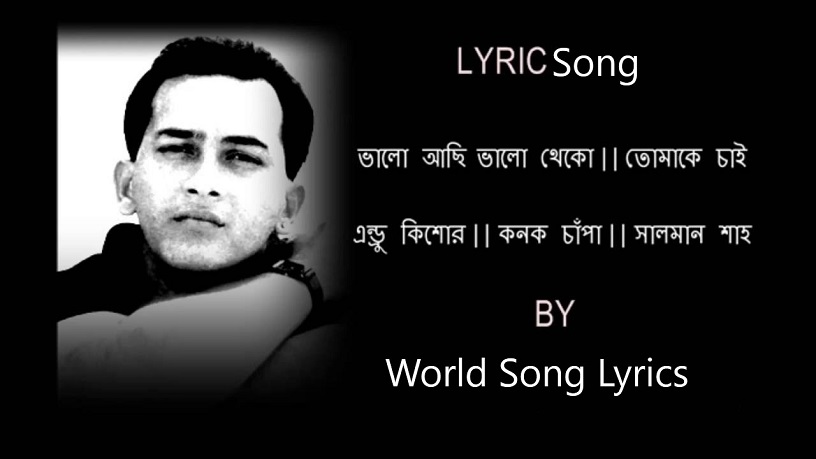 LYRIC Song
ভালো আছি ভালো থেকো || তোমাকে চাই
এন্ড্রু কিশোর || কনক চাঁপা || সালমান শাহ
BY
World Song Lyrics